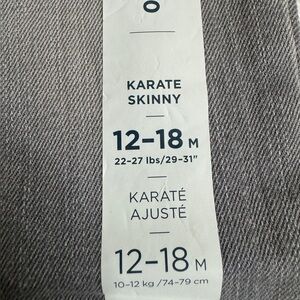 KARATE
SKINNY
12-18 M
22-27 lbs/29-31"
KARATÉ
AJUSTÉ
12-18 M
10-12 kg /74-79 cm